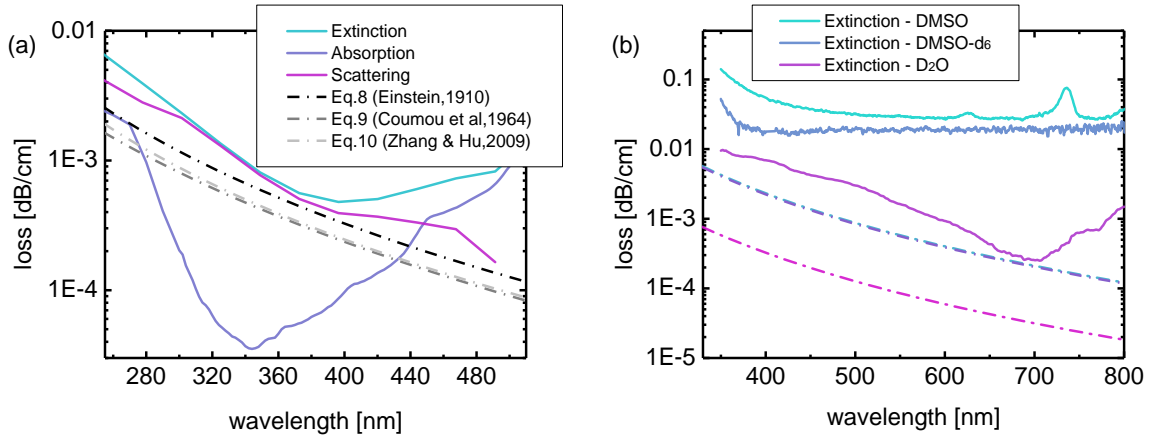 (a)
Extinction
Absorption
Scattering
Eq.8 (Einstein,1910)
Eq.9 (Coumou et al,1964)
Eq.10 (Zhang & Hu,2009)
0.01
1E-3
1E-4
loss [dB/cm]
280 320 360 400 440 480
wavelength [nm]
(b)
Extinction - DMSO
Extinction - DMSO-d6
Extinction - D2O
0.1
0.01
1E-3
1E-4
1E-5
loss [dB/cm]
400 500 600 700 800
wavelength [nm]